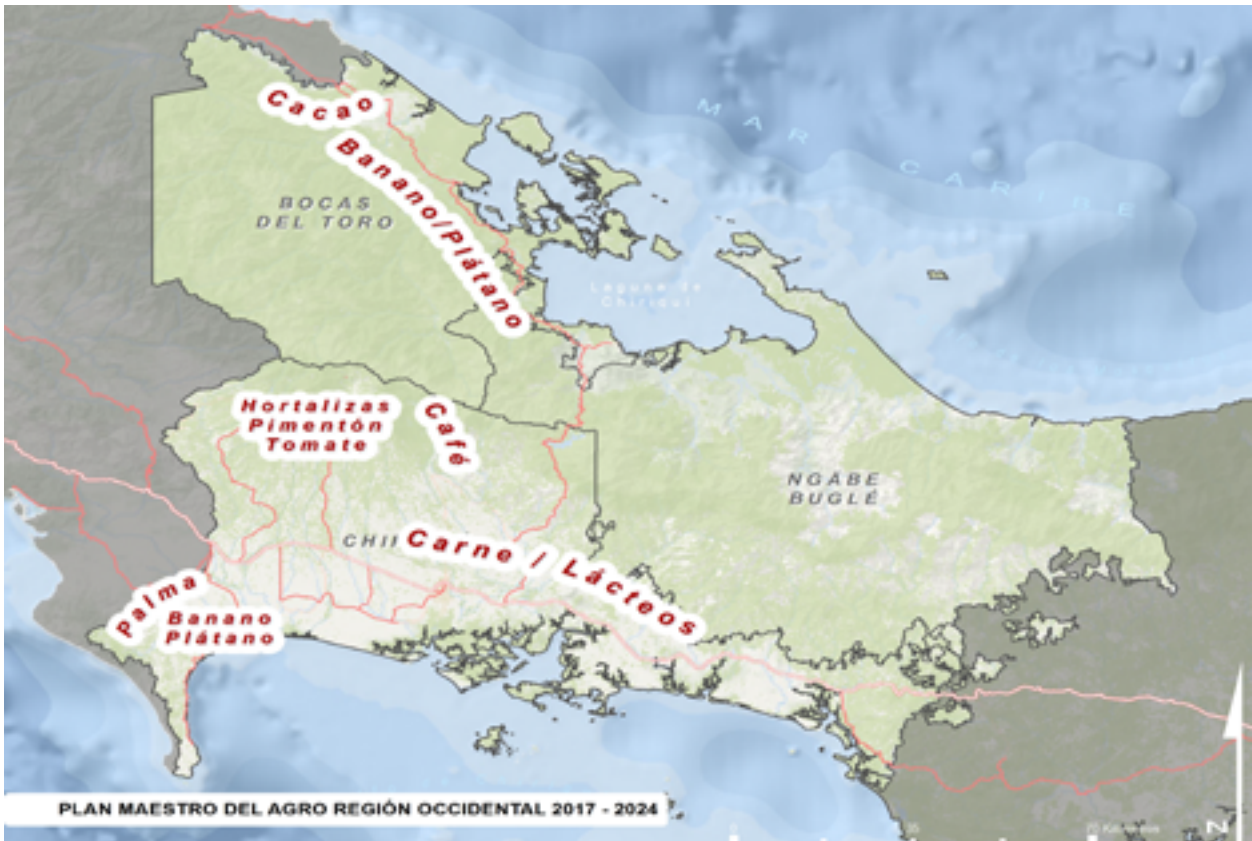 MAR CARIBE
Cacao
Banano/Plátano
BOCAS
DEL TORO
Laguna de
Chiriquí
Hortalizas
Pimentón
Tomate
Café
NGÄBE
BUGLÉ
CHI
Carne / Lácteos
Palma
Banano
Plátano
PLAN MAESTRO DEL AGRO REGIÓN OCCIDENTAL 2017 - 2024
N